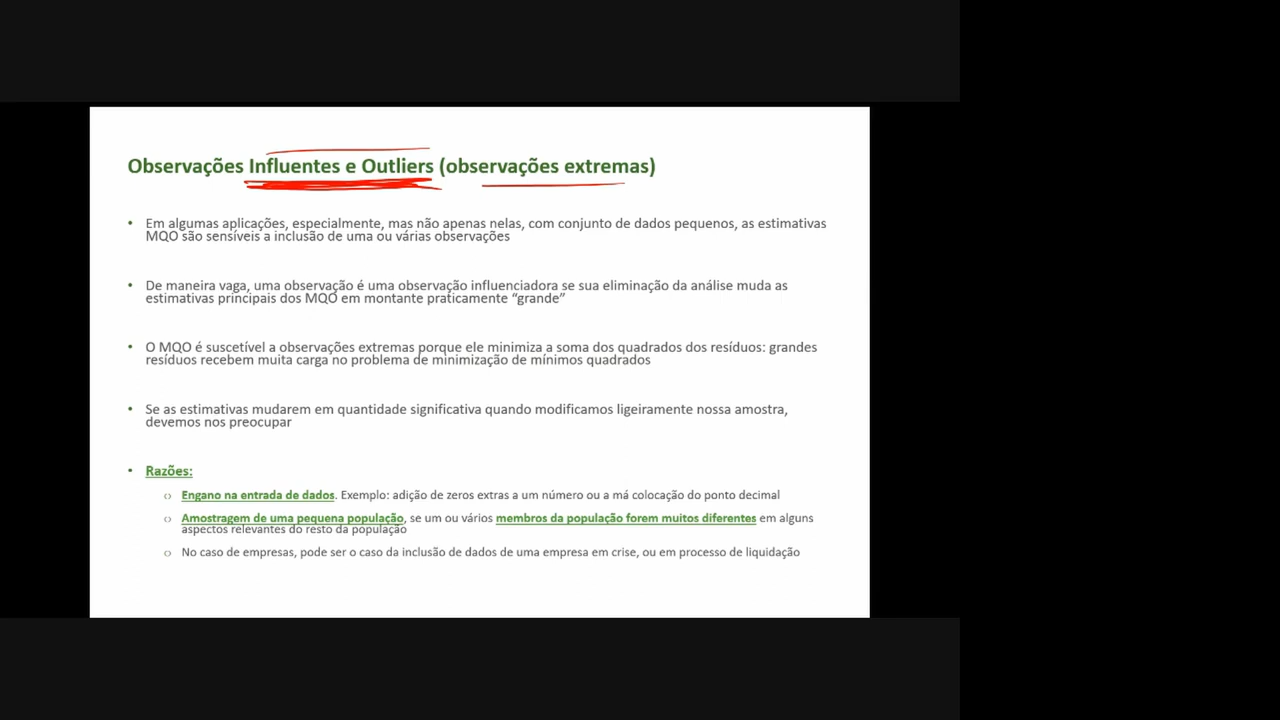 Observações Influentes e Outliers (observações extremas)
• Em algumas aplicações, especialmente, mas não apenas nelas, com conjunto de dados pequenos, as estimativas
MQO são sensíveis a inclusão de uma ou várias observações
• De maneira vaga, uma observação é uma observação influenciadora se sua eliminação da análise muda as
estimativas principais dos MQO em montante praticamente “grande”
• O MQO é suscetível a observações extremas porque ele minimiza a soma dos quadrados dos resíduos: grandes
resíduos recebem muita carga no problema de minimização de mínimos quadrados
• Se as estimativas mudarem em quantidade significativa quando modificamos ligeiramente nossa amostra,
devemos nos preocupar
• Razões:
Engano na entrada de dados. Exemplo: adição de zeros extras a um número ou a má colocação do ponto decimal
Amostragem de uma pequena população, se um ou vários membros da população forem muitos diferentes em alguns
aspectos relevantes do resto da população
No caso de empresas, pode ser o caso da inclusão de dados de uma empresa em crise, ou em processo de liquidação